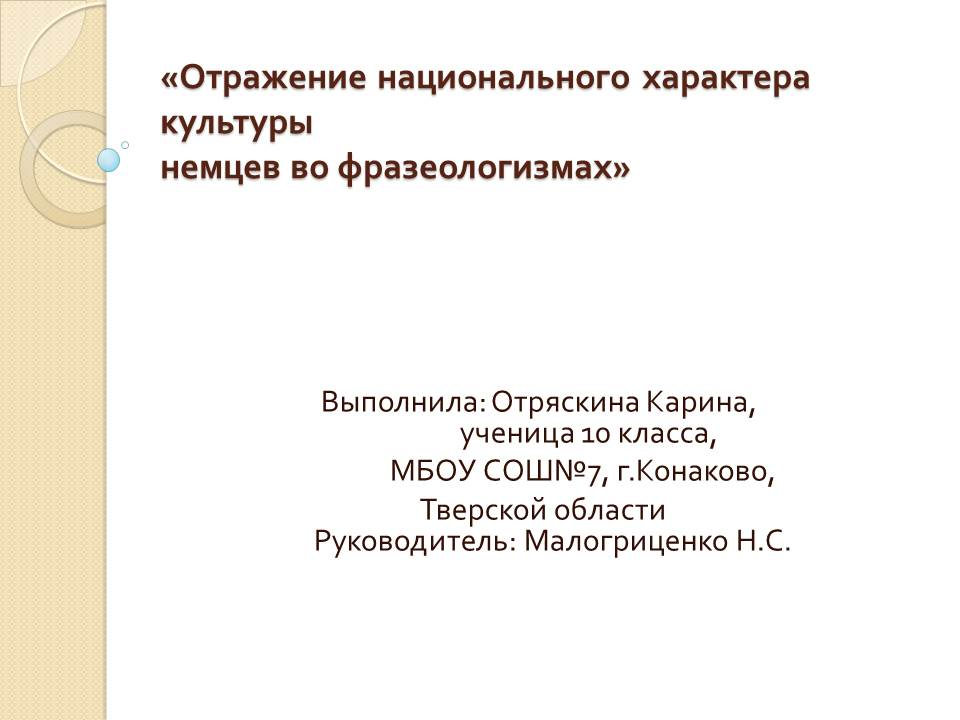 «Отражение национального характера
культуры
немцев во фразеологизмах»
Выполнила: Отряскина Карина,
ученица 10 класса,
МБОУ СОШ№7, г.Конаково,
Тверской области
Руководитель: Малогриценко Н.С.